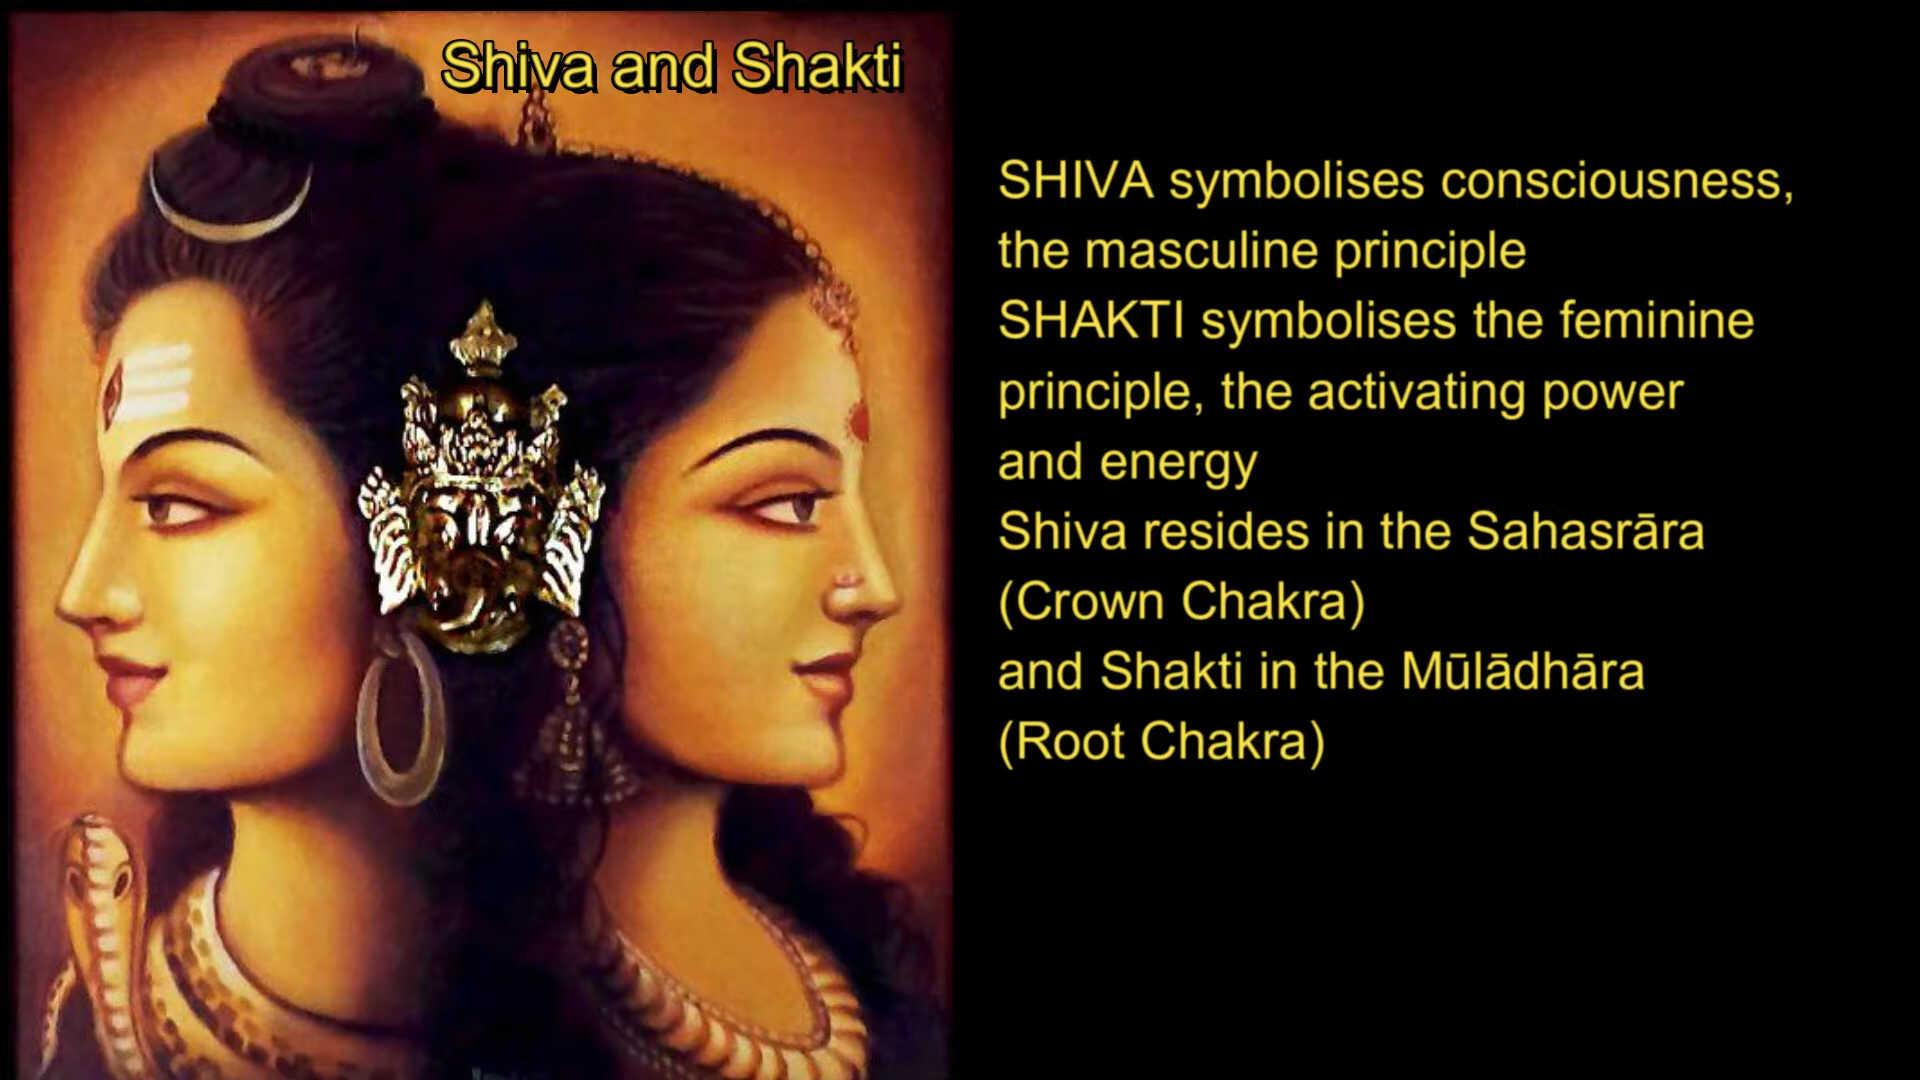 Shiva and Shakti
SHIVA symbolises consciousness,
the masculine principle
SHAKTI symbolises the feminine
principle, the activating power
and energy
Shiva resides in the Sahasrāra
(Crown Chakra)
and Shakti in the Mūlādhāra
(Root Chakra)